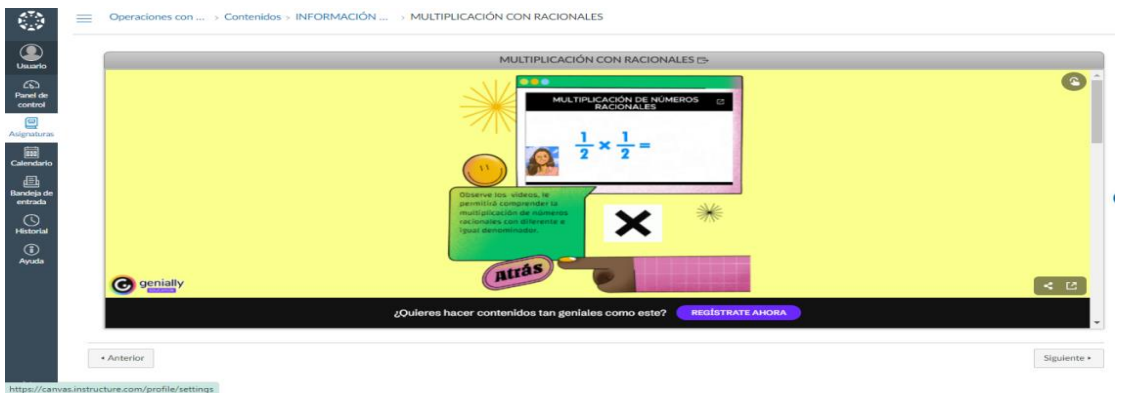 Operaciones con ... > Contenidos > INFORMACIÓN ... > MULTIPLICACIÓN CON RACIONALES
Usuario
Panel de
control
Asignaturas
Calendario
Bandeja de
entrada
Historial
Ayuda
MULTIPLICACIÓN CON RACIONALES
MULTIPLICACIÓN DE NÚMEROS
RACIONALES
1/2 × 1/2 =
Observe los videos, le
permitirá comprender la
multiplicación de números
racionales con diferente e
igual denominador.
Atrás
genially
¿Quieres hacer contenidos tan geniales como este? REGÍSTRATE AHORA
◂ Anterior
Siguiente ▸
https://canvas.instructure.com/profile/settings